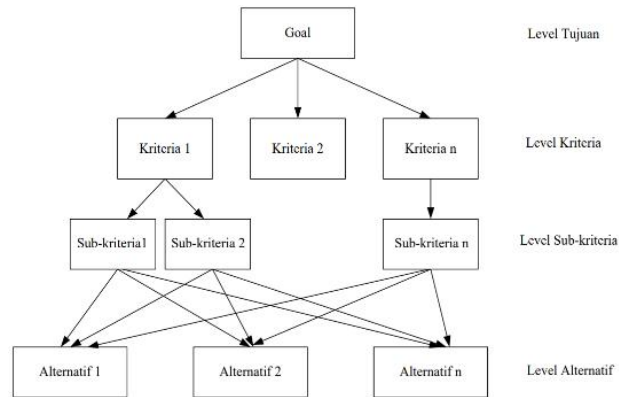 Goal
Level Tujuan
Kriteria 1
Kriteria 2
Kriteria n
Level Kriteria
Sub-kriteria1
Sub-kriteria 2
Sub-kriteria n
Level Sub-kriteria
Alternatif 1
Alternatif 2
Alternatif n
Level Alternatif